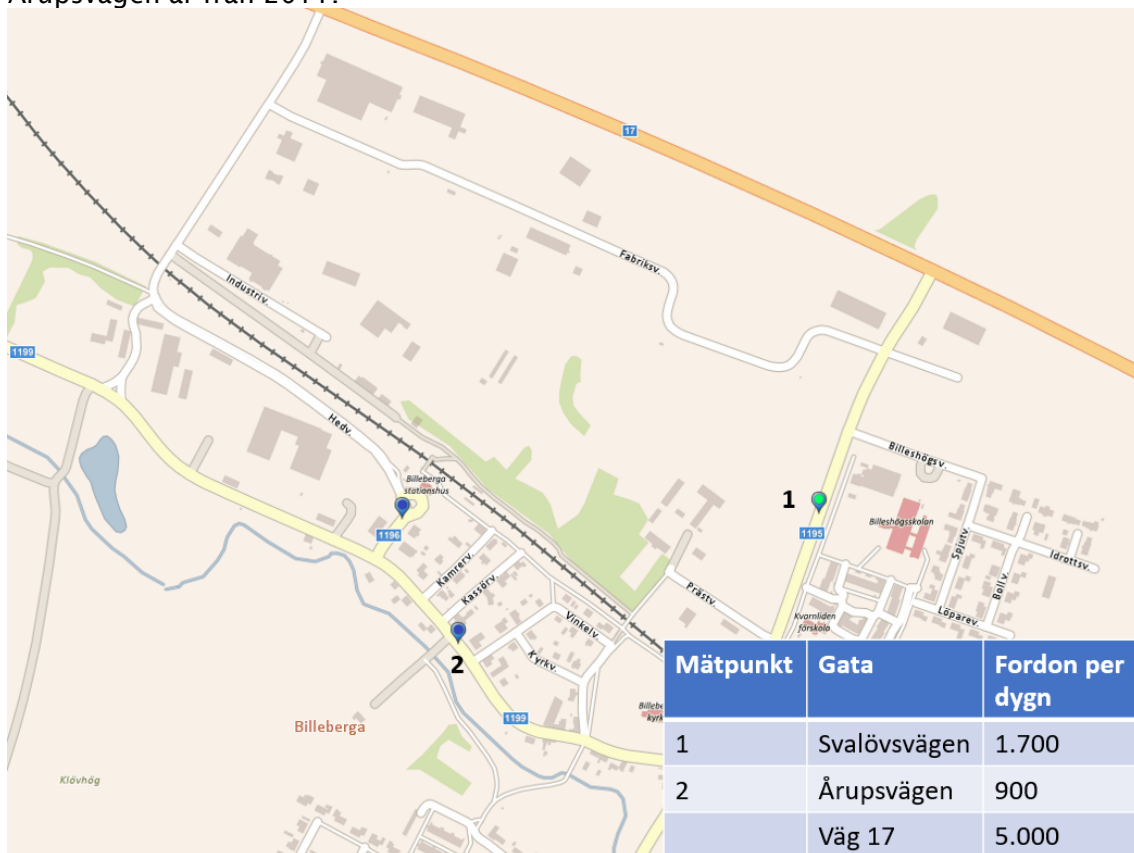 Årupsvägen är från 2011.
17
Fabriksv.
Industriv.
1199
Hedv.
Billeberga
stationshus
1196
Kamrerv.
Kassörv.
Vinkelv.
Kyrkv.
Prästv.
2
1199
Billeberga
Klövhög
1
1195
Billeshögsv.
Billeshögsskolan
Spjutv.
Idrottsv.
Bollv.
Löparev.
Kvarnliden
förskola
Mätpunkt Gata Fordon per
dygn
1 Svalövsvägen 1.700
2 Årupsvägen 900
Väg 17 5.000